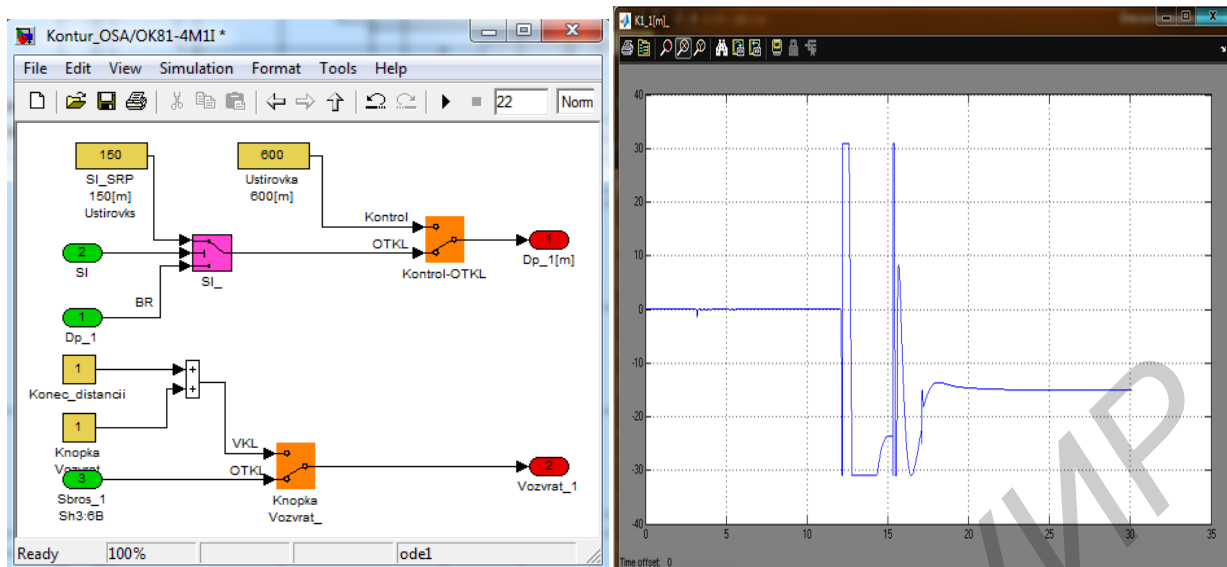 Kontur_OSA/OK81-4M1I *
File Edit View Simulation Format Tools Help
22 Norm
150
SI_SRP
150[m]
Ustirovks
600
Ustirovka
600[m]
Kontrol
OTKL
Kontrol-OTKL
1
Dp_1[m]
2
SI
SI_
BR
1
Dp_1
1
Konec_distancii
+
+
1
Knopka
Vozvrat
VKL
OTKL
3
Sbros_1
Sh3:6B
Knopka
Vozvrat_
2
Vozvrat_1
Ready 100% ode1
K1_1[m]_
40
30
20
10
0
-10
-20
-30
-40
0 5 10 15 20 25 30 35
Time offset: 0
ИР